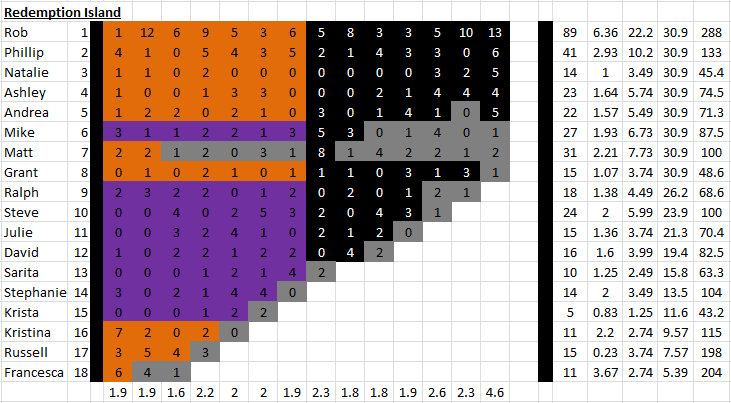 Redemption Island
Rob 1 1 12 6 9 5 3 6 5 8 3 3 5 10 13 89 6.36 22.2 30.9 288
Phillip 2 4 1 0 5 4 3 5 2 1 4 3 3 0 6 41 2.93 10.2 30.9 133
Natalie 3 1 1 0 2 0 0 0 0 0 0 0 3 2 5 14 1 3.49 30.9 45.4
Ashley 4 1 0 0 1 3 3 0 0 0 2 1 4 4 4 23 1.64 5.74 30.9 74.5
Andrea 5 1 2 2 0 2 1 0 3 0 1 4 1 0 5 22 1.57 5.49 30.9 71.3
Mike 6 3 1 1 2 2 1 3 5 3 0 1 4 0 1 27 1.93 6.73 30.9 87.5
Matt 7 2 2 1 2 0 3 1 8 1 4 2 2 1 2 31 2.21 7.73 30.9 100
Grant 8 0 1 0 2 1 0 1 1 1 0 3 1 3 1 15 1.07 3.74 30.9 48.6
Ralph 9 2 3 2 2 0 1 2 0 2 0 1 2 1 18 1.38 4.49 26.2 68.6
Steve 10 0 0 4 0 2 5 3 2 0 4 3 1 24 2 5.99 23.9 100
Julie 11 0 0 3 2 4 1 0 2 1 2 0 15 1.36 3.74 21.3 70.4
David 12 1 0 2 2 1 2 2 0 4 2 16 1.6 3.99 19.4 82.5
Sarita 13 0 0 0 1 2 1 4 2 10 1.25 2.49 15.8 63.3
Stephanie 14 3 0 2 1 4 4 0 14 2 3.49 13.5 104
Krista 15 0 0 0 1 2 2 5 0.83 1.25 11.6 43.2
Kristina 16 7 2 0 2 0 11 2.2 2.74 9.57 115
Russell 17 3 5 4 3 15 0.23 3.74 7.57 198
Francesca 18 6 4 1 11 3.67 2.74 5.39 204
1.9 1.9 1.6 2.2 2 2 1.9 2.3 1.8 1.8 1.9 2.6 2.3 4.6